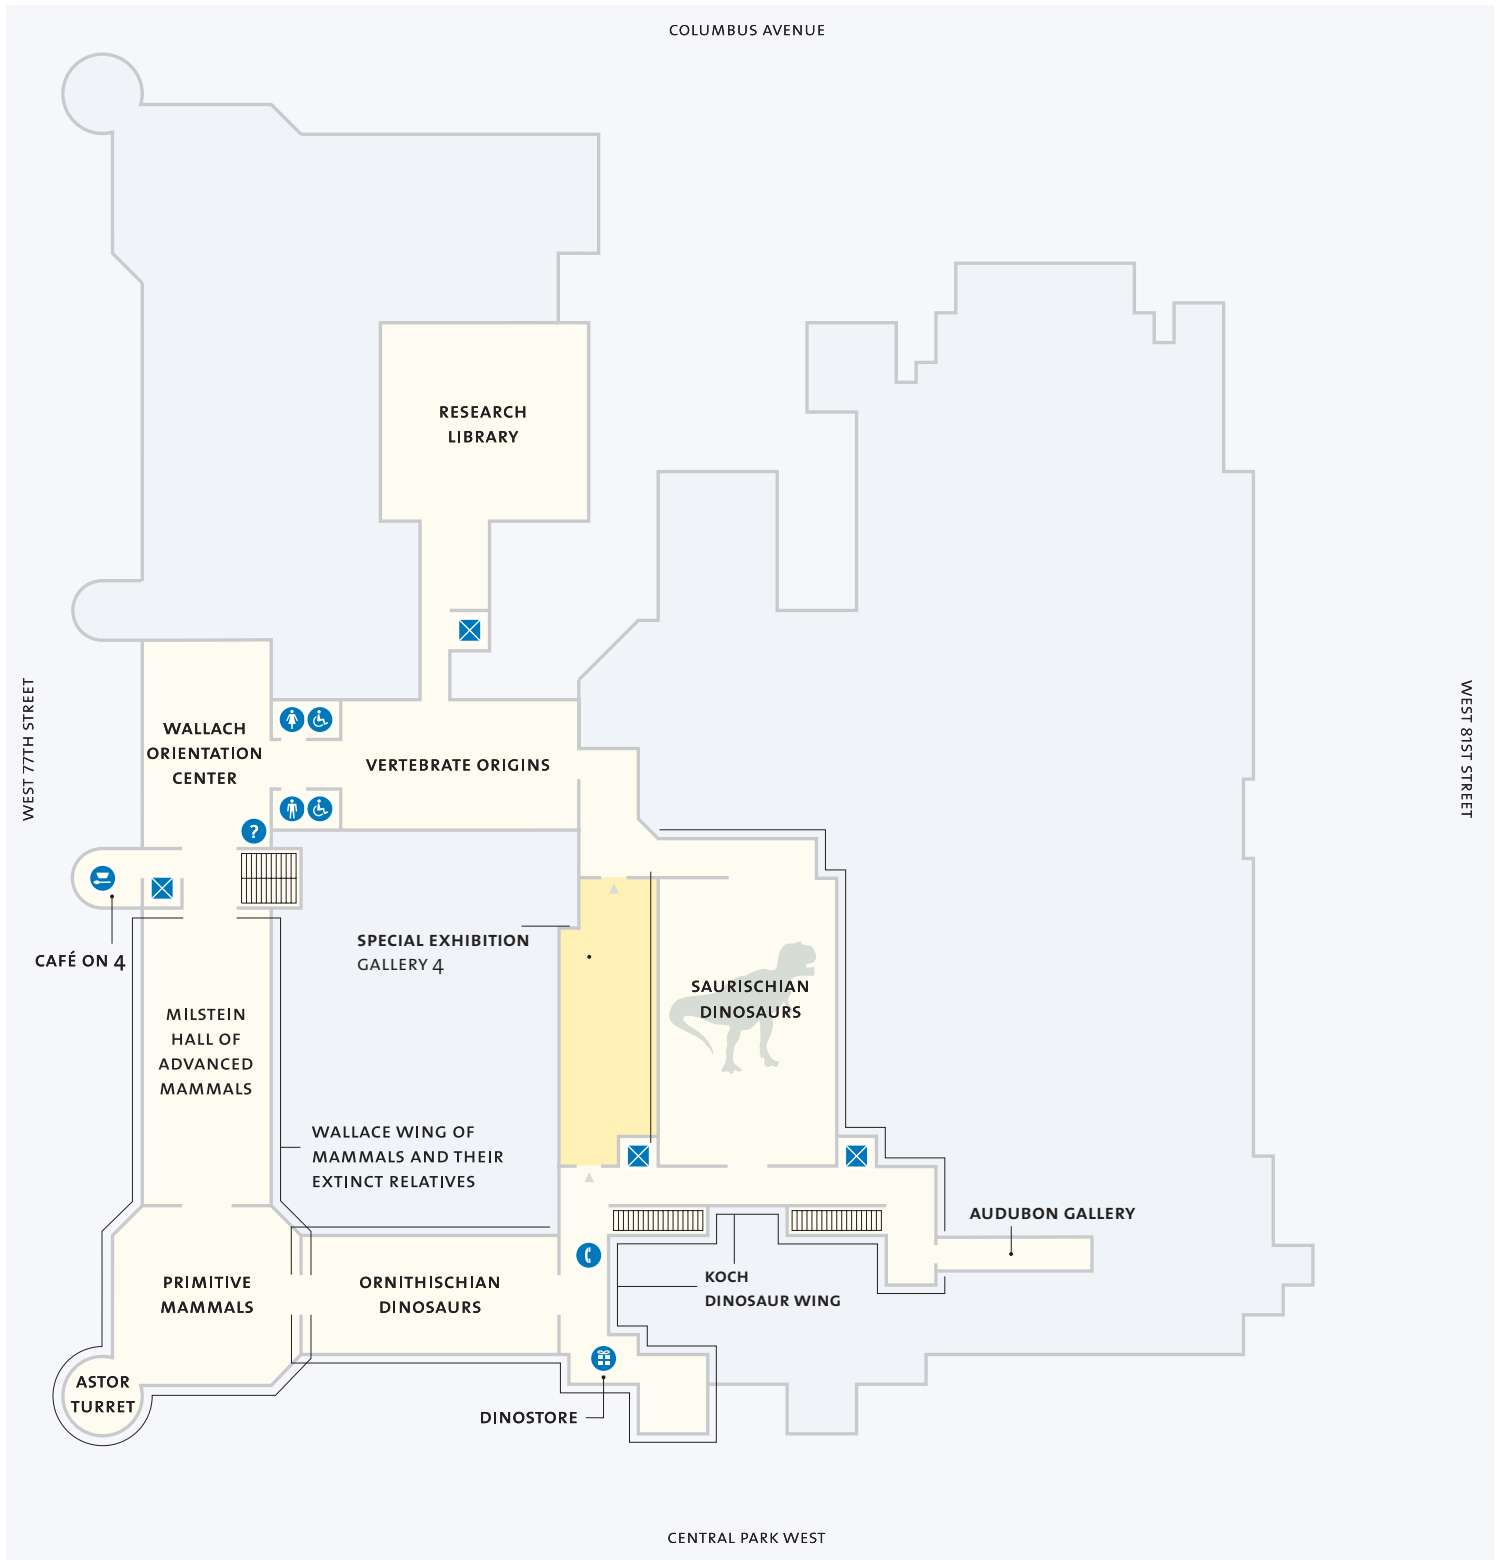 COLUMBUS AVENUE
RESEARCH
LIBRARY
WEST 77TH STREET
WEST 81ST STREET
WALLACH
ORIENTATION
CENTER
VERTEBRATE ORIGINS
?
CAFÉ ON 4
SPECIAL EXHIBITION
GALLERY 4
SAURISCHIAN
DINOSAURS
MILSTEIN
HALL OF
ADVANCED
MAMMALS
WALLACE WING OF
MAMMALS AND THEIR
EXTINCT RELATIVES
AUDUBON GALLERY
PRIMITIVE
MAMMALS
ORNITHISCHIAN
DINOSAURS
KOCH
DINOSAUR WING
ASTOR
TURRET
DINOSTORE
CENTRAL PARK WEST